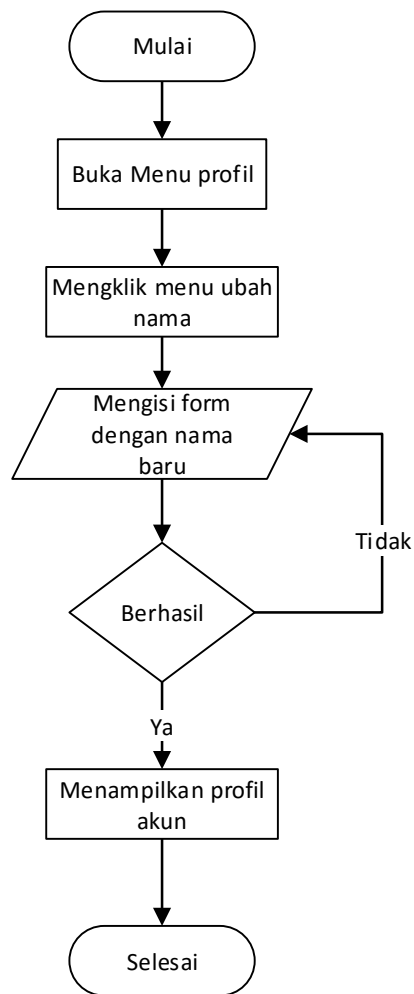 Mulai
Buka Menu profil
Mengklik menu ubah
nama
Mengisi form
dengan nama
baru
Tidak
Berhasil
Ya
Menampilkan profil
akun
Selesai